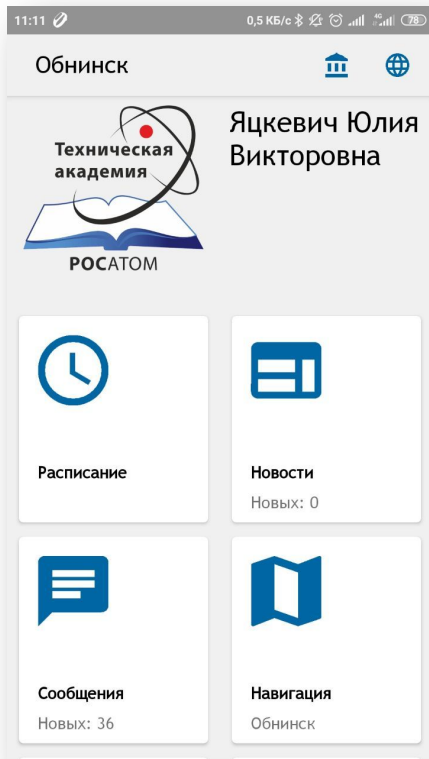 11:11 0,5 КБ/с 4G 78
Обнинск
Техническая
академия
РОСАТОМ
Яцкевич Юлия
Викторовна
Расписание
Новости
Новых: 0
Сообщения
Новых: 36
Навигация
Обнинск